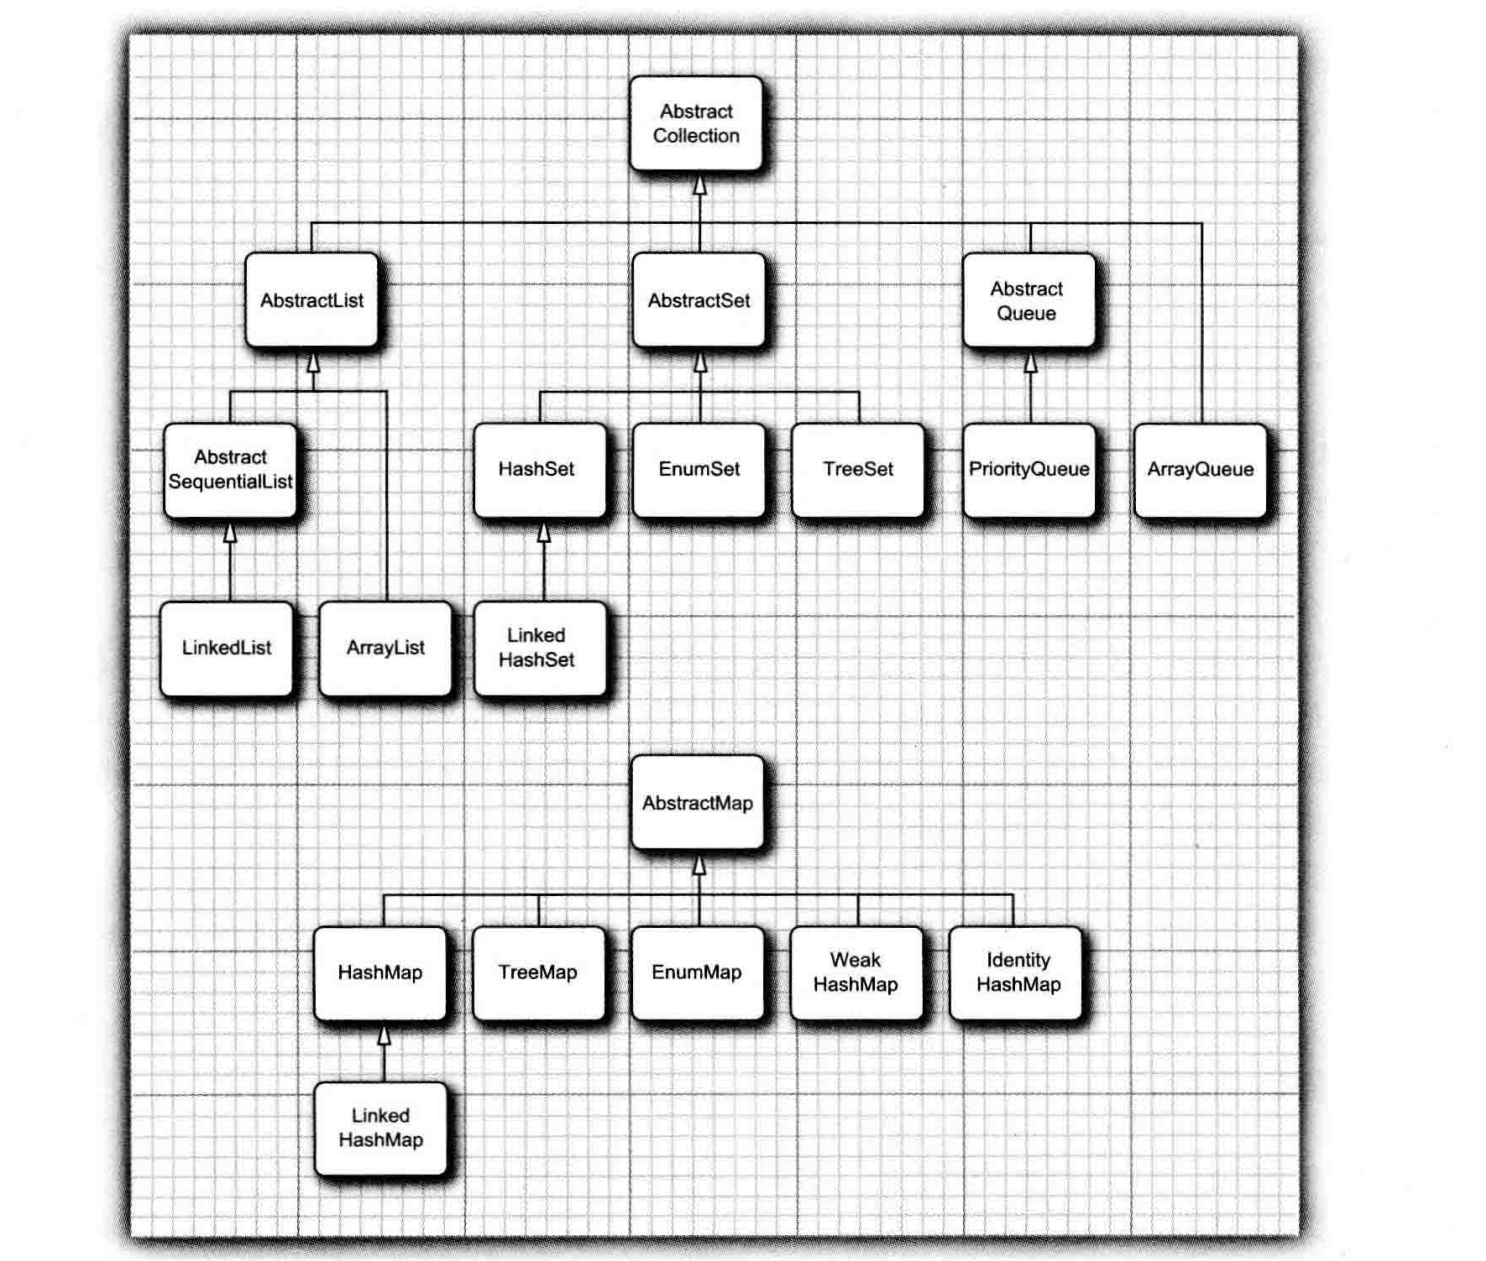 Abstract
Collection
AbstractList
AbstractSet
Abstract
Queue
Abstract
SequentialList
HashSet
EnumSet
TreeSet
PriorityQueue
ArrayQueue
LinkedList
ArrayList
Linked
HashSet
AbstractMap
HashMap
TreeMap
EnumMap
Weak
HashMap
Identity
HashMap
Linked
HashMap